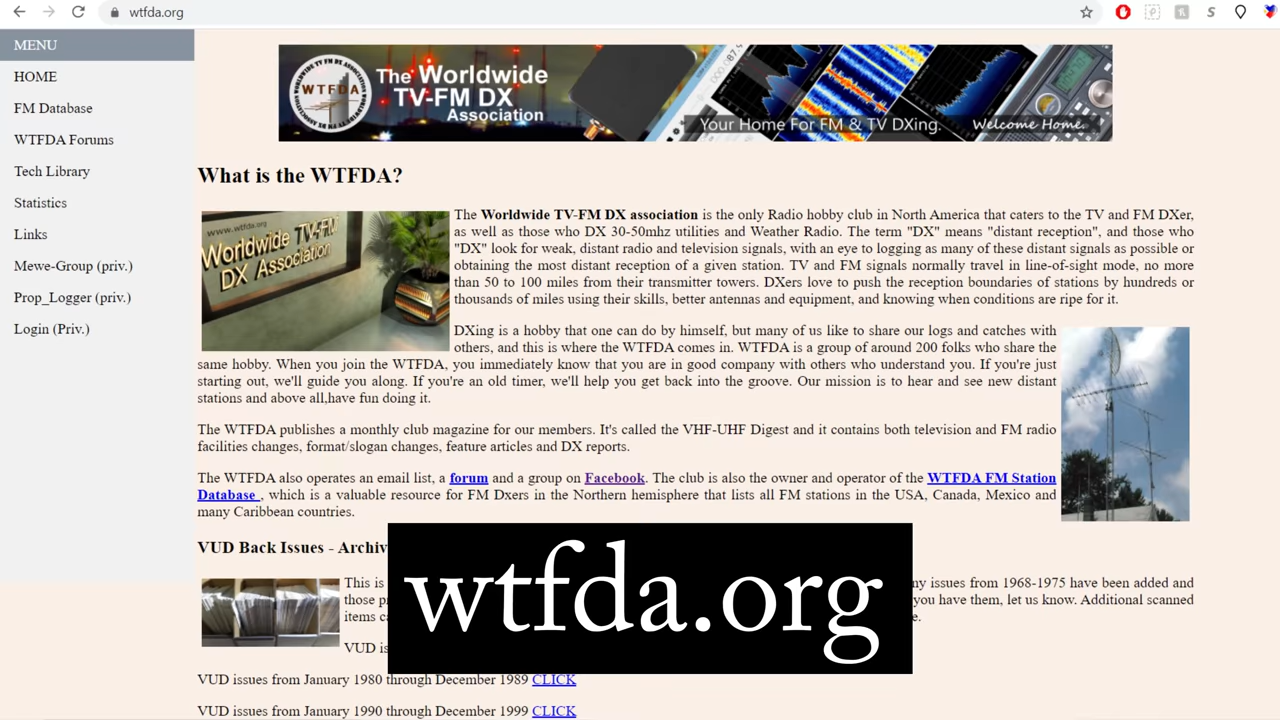 wtfda.org
MENU
HOME
FM Database
WTFDA Forums
Tech Library
Statistics
Links
Mewe-Group (priv.)
Prop_Logger (priv.)
Login (Priv.)
WTFDA
The Worldwide
TV-FM DX
Association
Your Home For FM & TV DXing.
Welcome Home.
What is the WTFDA?
www.wtfda.org
Worldwide TV-FM
DX Association
The Worldwide TV-FM DX association is the only Radio hobby club in North America that caters to the TV and FM DXer,
as well as those who DX 30-50mhz utilities and Weather Radio. The term "DX" means "distant reception", and those who
"DX" look for weak, distant radio and television signals, with an eye to logging as many of these distant signals as possible or
obtaining the most distant reception of a given station. TV and FM signals normally travel in line-of-sight mode, no more
than 50 to 100 miles from their transmitter towers. DXers love to push the reception boundaries of stations by hundreds or
thousands of miles using their skills, better antennas and equipment, and knowing when conditions are ripe for it.
DXing is a hobby that one can do by himself, but many of us like to share our logs and catches with
others, and this is where the WTFDA comes in. WTFDA is a group of around 200 folks who share the
same hobby. When you join the WTFDA, you immediately know that you are in good company with others who understand you. If you're just
starting out, we'll guide you along. If you're an old timer, we'll help you get back into the groove. Our mission is to hear and see new distant
stations and above all,have fun doing it.
The WTFDA publishes a monthly club magazine for our members. It's called the VHF-UHF Digest and it contains both television and FM radio
facilities changes, format/slogan changes, feature articles and DX reports.
The WTFDA also operates an email list, a forum and a group on Facebook. The club is also the owner and operator of the WTFDA FM Station
Database , which is a valuable resource for FM Dxers in the Northern hemisphere that lists all FM stations in the USA, Canada, Mexico and
many Caribbean countries.
VUD Back Issues -
This is
ny issues from 1968-1975 have been added and
those
you have them, let us know. Additional scanned
items
VUD
wtfda.org
VUD issues from January 1980 through December 1989 CLICK
VUD issues from January 1990 through December 1999 CLICK